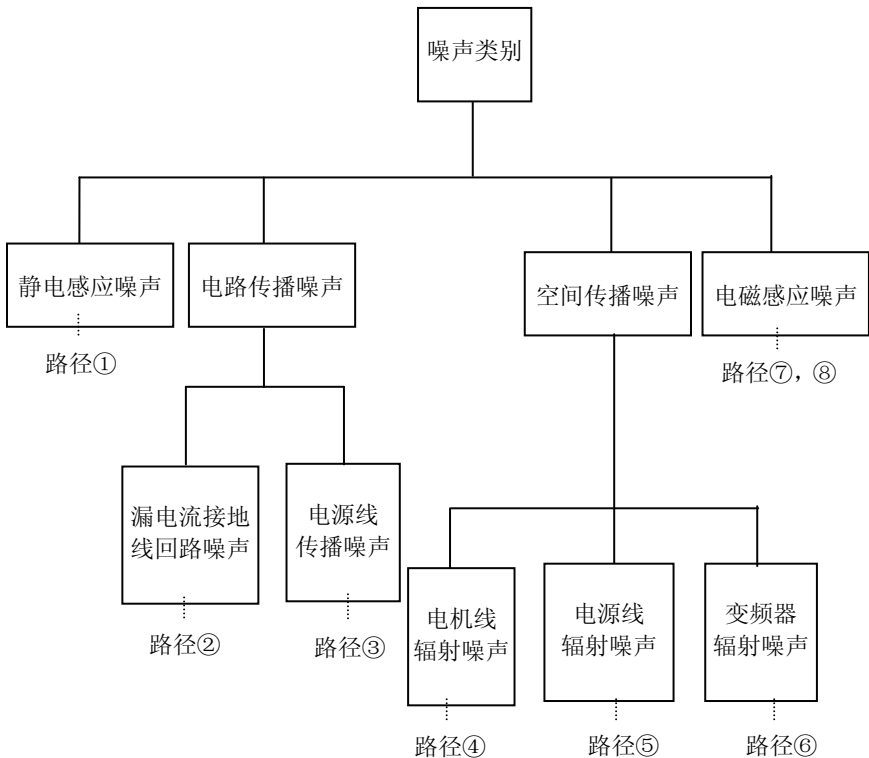 噪声类别
静电感应噪声
电路传播噪声
空间传播噪声
电磁感应噪声
路径①
路径⑦，⑧
漏电流接地
线回路噪声
电源线
传播噪声
路径②
路径③
电机线
辐射噪声
电源线
辐射噪声
变频器
辐射噪声
路径④
路径⑤
路径⑥